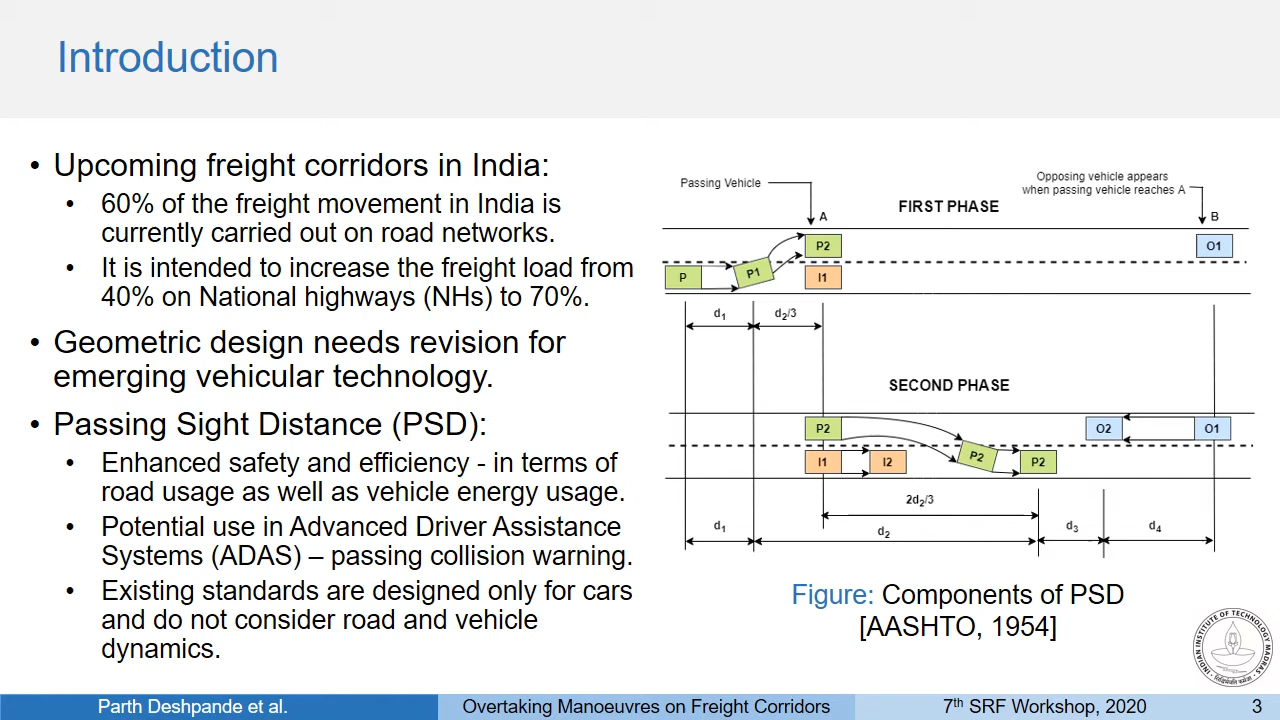 Introduction
• Upcoming freight corridors in India:
• 60% of the freight movement in India is
currently carried out on road networks.
• It is intended to increase the freight load from
40% on National highways (NHs) to 70%.
• Geometric design needs revision for
emerging vehicular technology.
• Passing Sight Distance (PSD):
• Enhanced safety and efficiency - in terms of
road usage as well as vehicle energy usage.
• Potential use in Advanced Driver Assistance
Systems (ADAS) – passing collision warning.
• Existing standards are designed only for cars
and do not consider road and vehicle
dynamics.
Passing Vehicle
Opposing vehicle appears
when passing vehicle reaches A
FIRST PHASE
A
B
P2
O1
P
P1
I1
d1
d2/3
SECOND PHASE
P2
O2
O1
I1
I2
P2
P2
2d2/3
d1
d2
d3
d4
Figure: Components of PSD
[AASHTO, 1954]
INDIAN INSTITUTE OF TECHNOLOGY MADRAS
Parth Deshpande et al.
Overtaking Manoeuvres on Freight Corridors
7th SRF Workshop, 2020
3